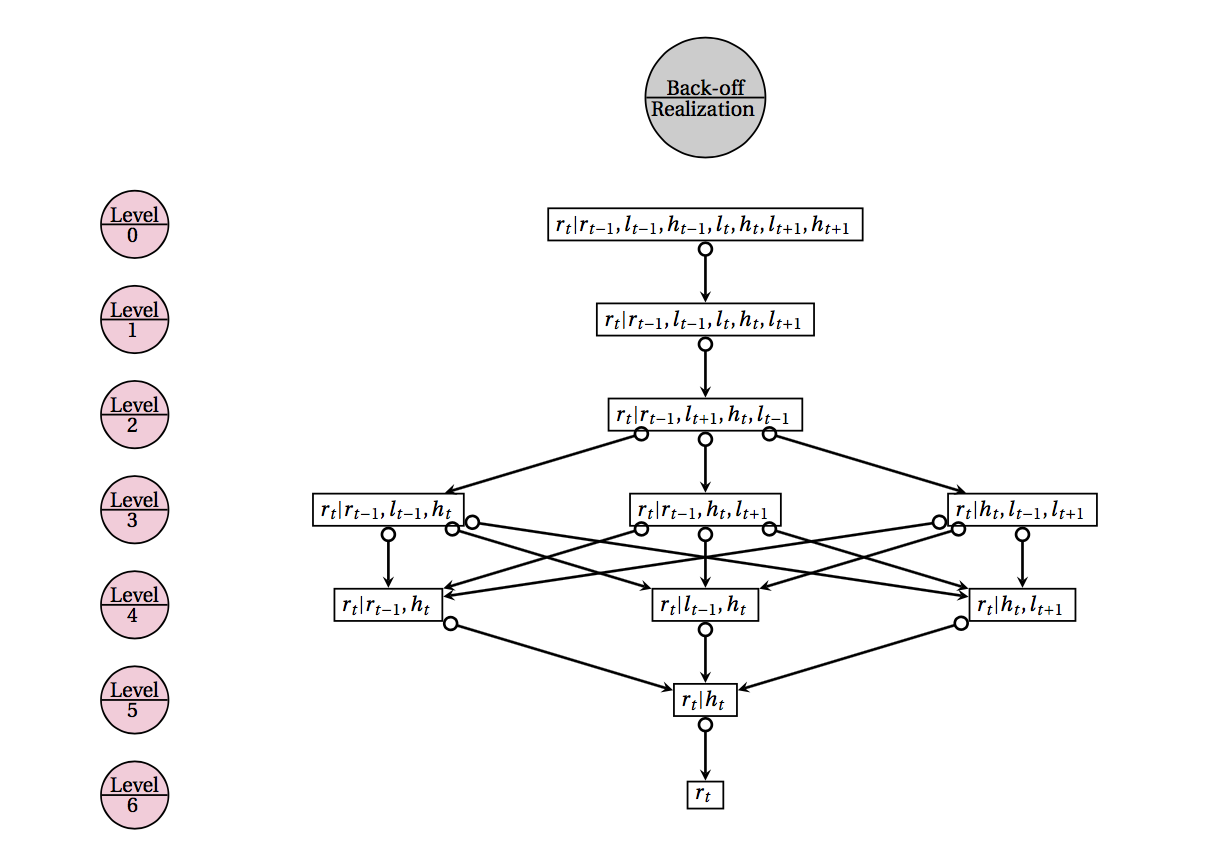 Back-off
Realization
Level
0
r_t|r_{t−1}, l_{t−1}, h_{t−1}, l_t, h_t, l_{t+1}, h_{t+1}
Level
1
r_t|r_{t−1}, l_{t−1}, l_t, h_t, l_{t+1}
Level
2
r_t|r_{t−1}, l_{t+1}, h_t, l_{t−1}
Level
3
r_t|r_{t−1}, l_{t−1}, h_t
r_t|r_{t−1}, h_t, l_{t+1}
r_t|h_t, l_{t−1}, l_{t+1}
Level
4
r_t|r_{t−1}, h_t
r_t|l_{t−1}, h_t
r_t|h_t, l_{t+1}
Level
5
r_t|h_t
Level
6
r_t